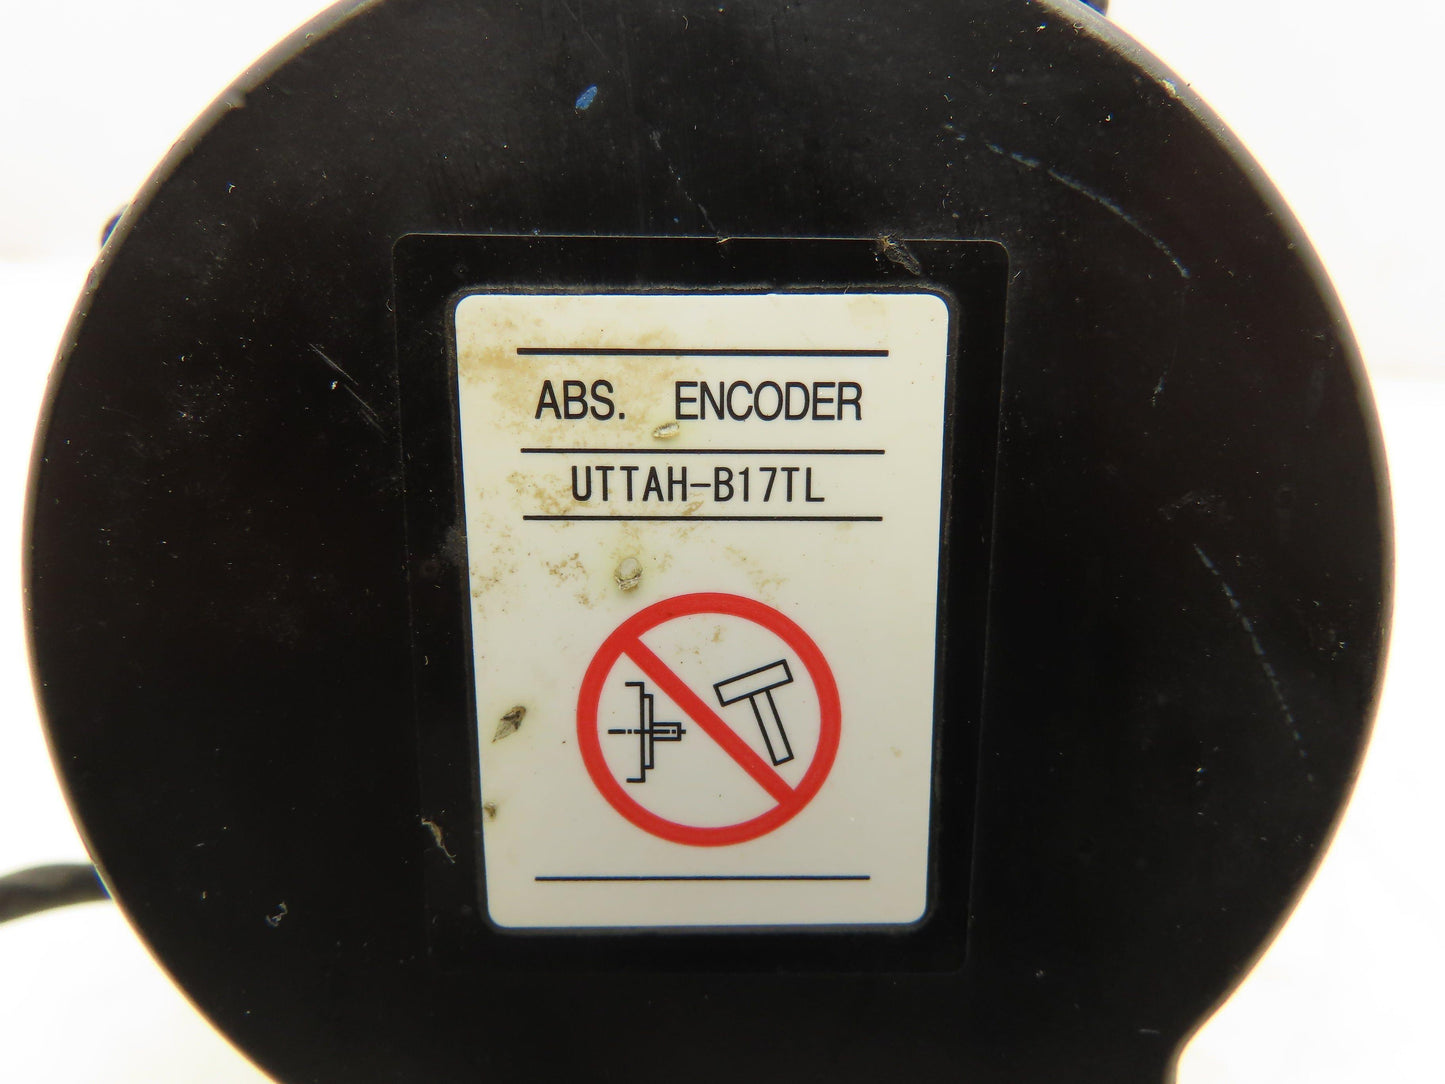 ABS. ENCODER
UTTAH-B17TL